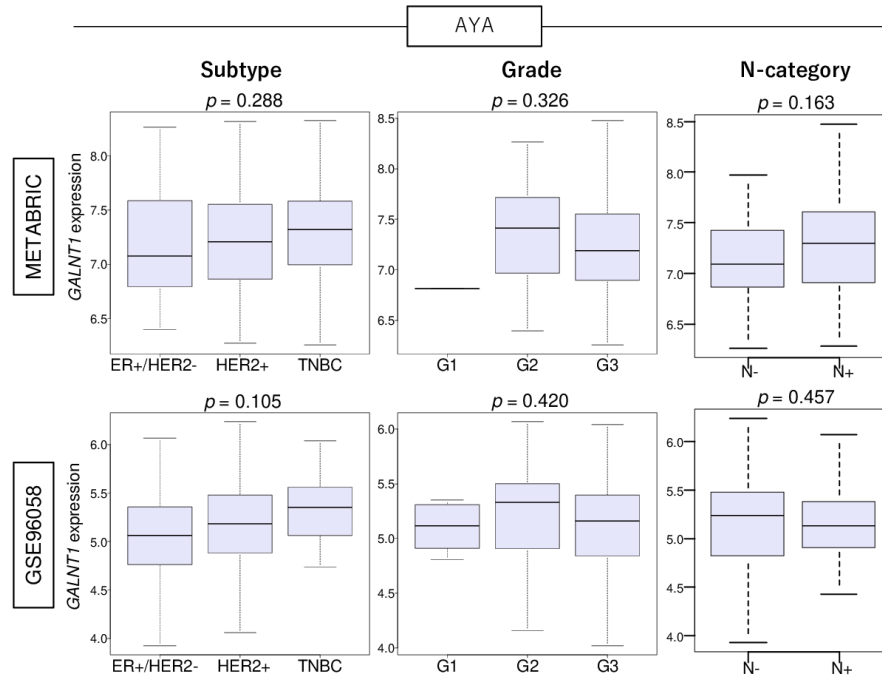 AYA
Subtype
Grade
N-category
METABRIC
GALNT1 expression
p = 0.288
8.0
7.5
7.0
6.5
ER+/HER2- HER2+ TNBC
p = 0.326
8.5
8.0
7.5
7.0
6.5
G1 G2 G3
p = 0.163
8.5
8.0
7.5
7.0
6.5
N- N+
GSE96058
GALNT1 expression
p = 0.105
6.0
5.5
5.0
4.5
4.0
ER+/HER2- HER2+ TNBC
p = 0.420
6.0
5.5
5.0
4.5
4.0
G1 G2 G3
p = 0.457
6.0
5.5
5.0
4.5
4.0
N- N+